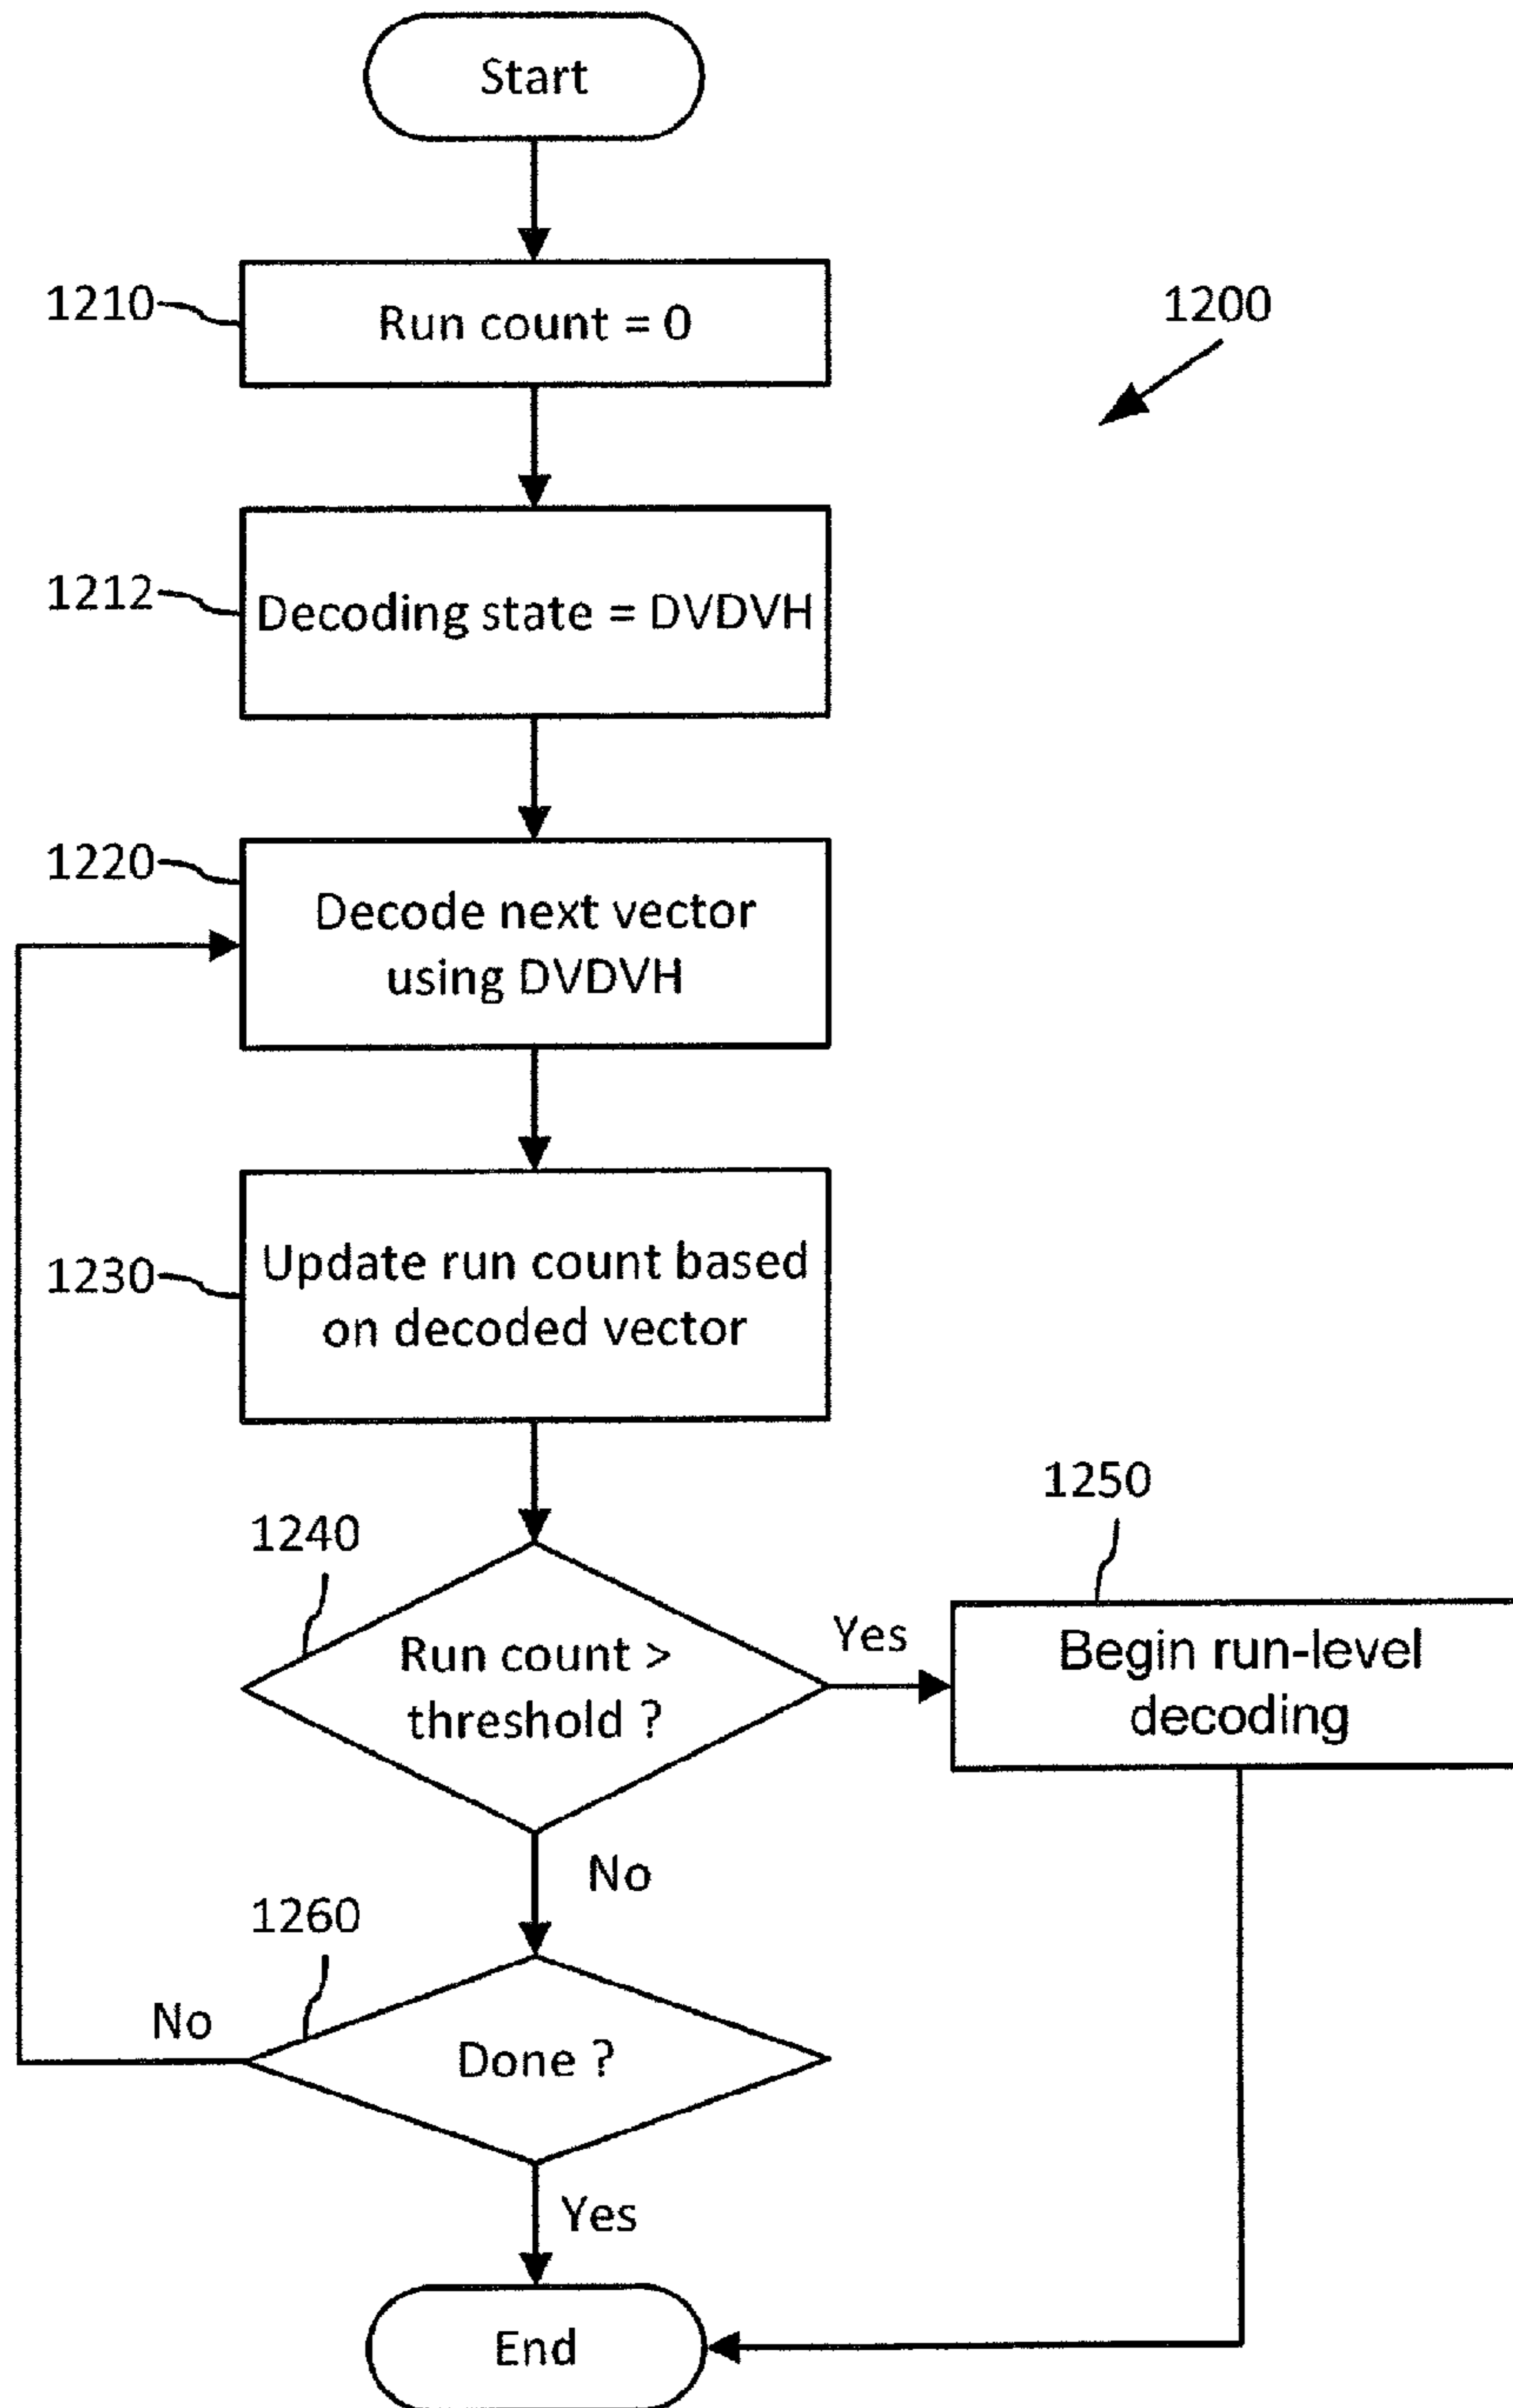 Start
1210
Run count = 0
1200
1212
Decoding state = DVDVH
1220
Decode next vector
using DVDVH
1230
Update run count based
on decoded vector
1240
Run count >
threshold ?
Yes
1250
Begin run-level
decoding
No
1260
No
Done ?
Yes
End